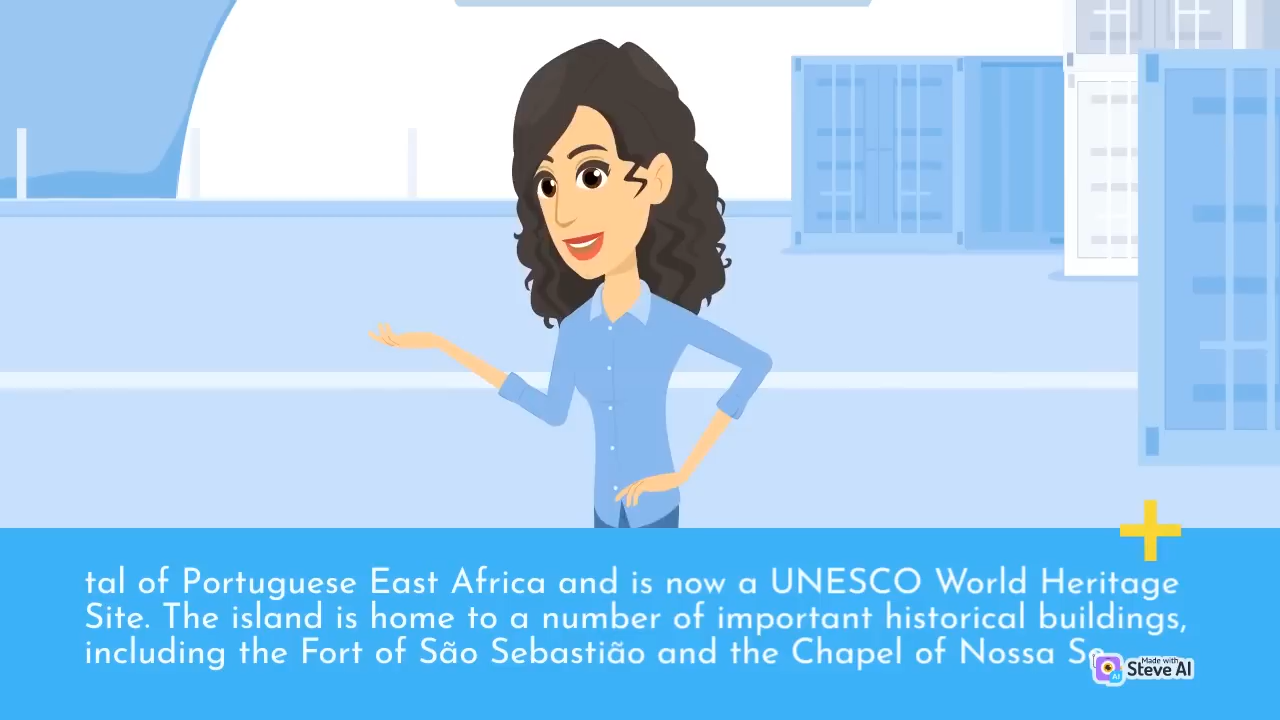 tal of Portuguese East Africa and is now a UNESCO World Heritage
Site. The island is home to a number of important historical buildings,
including the Fort of São Sebastião and the Chapel of Nossa Se
Made with
Steve AI
AI